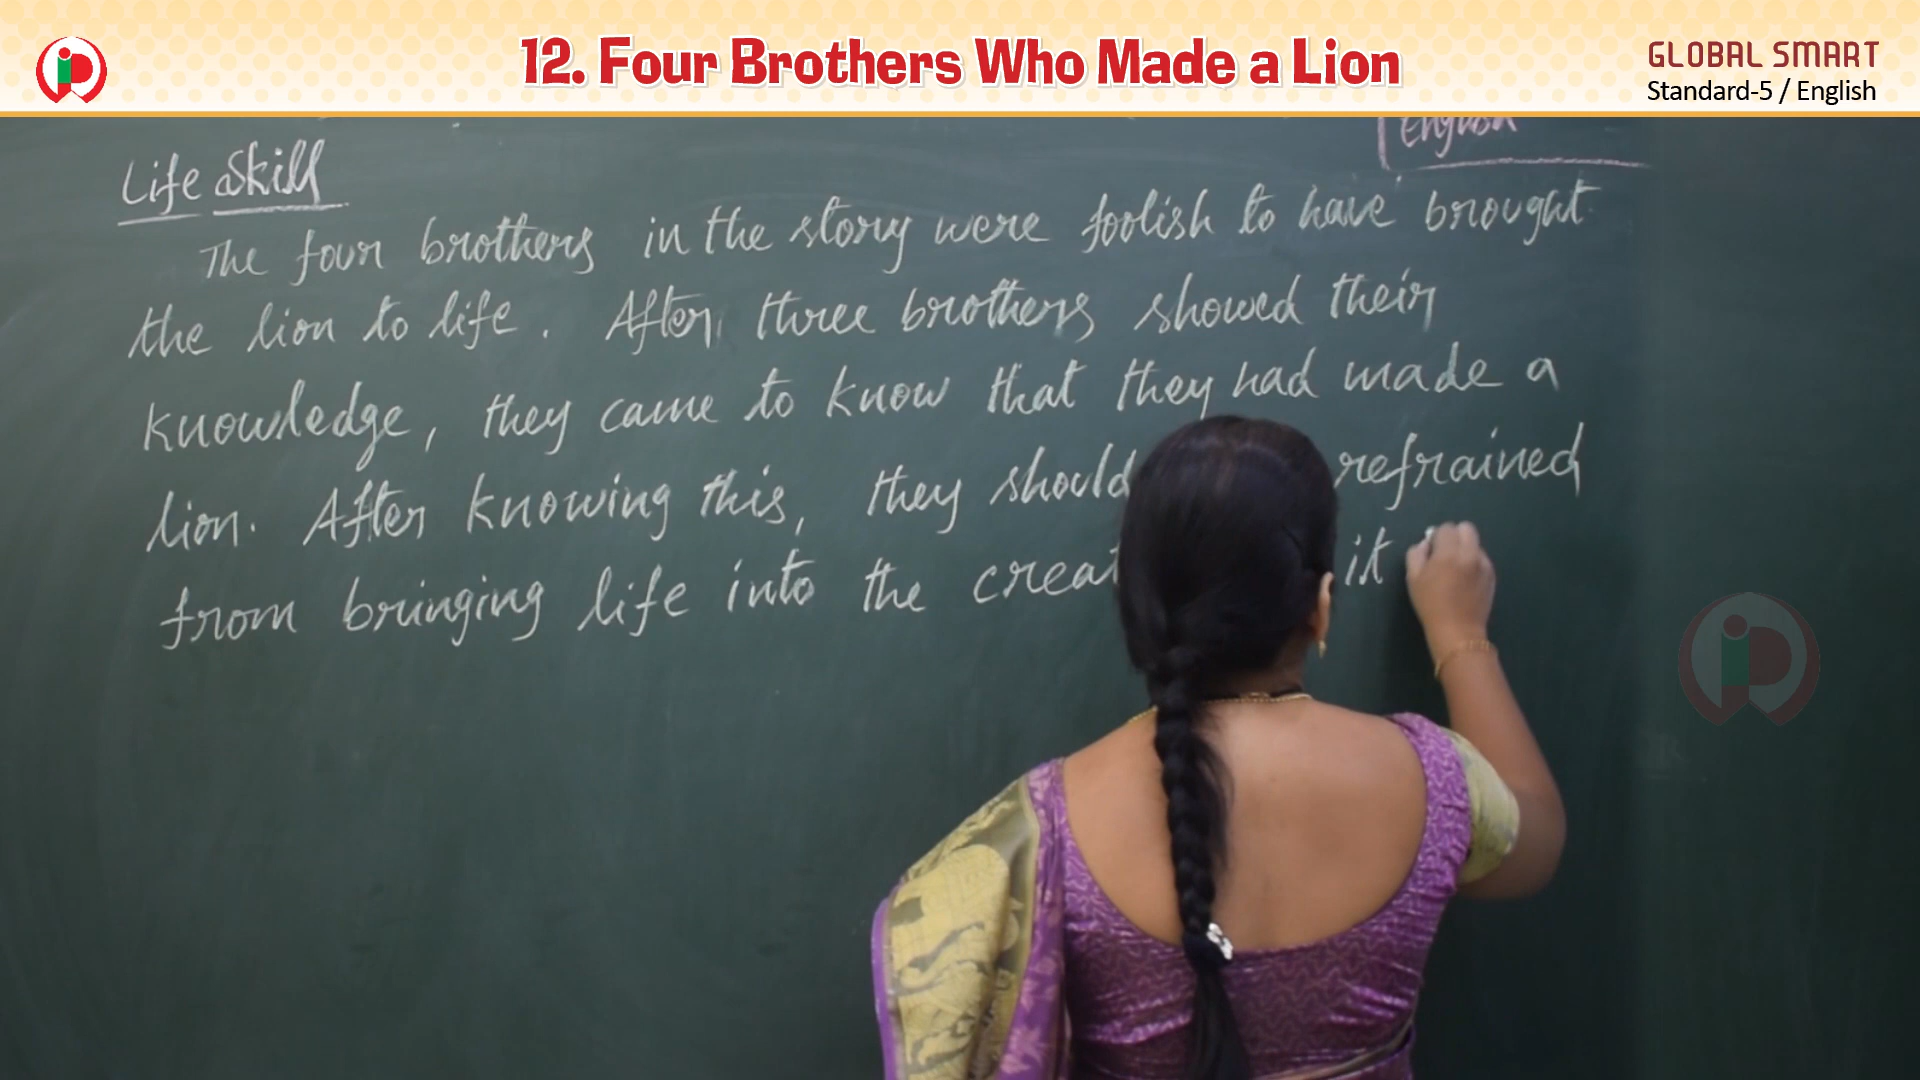 12. Four Brothers Who Made a Lion
GLOBAL SMART
Standard-5 / English
English
Life Skill
The four brothers in the story were foolish to have brought
the lion to life. After three brothers showed their
knowledge, they came to know that they had made a
lion. After knowing this, they should refrained
from bringing life into the creat it